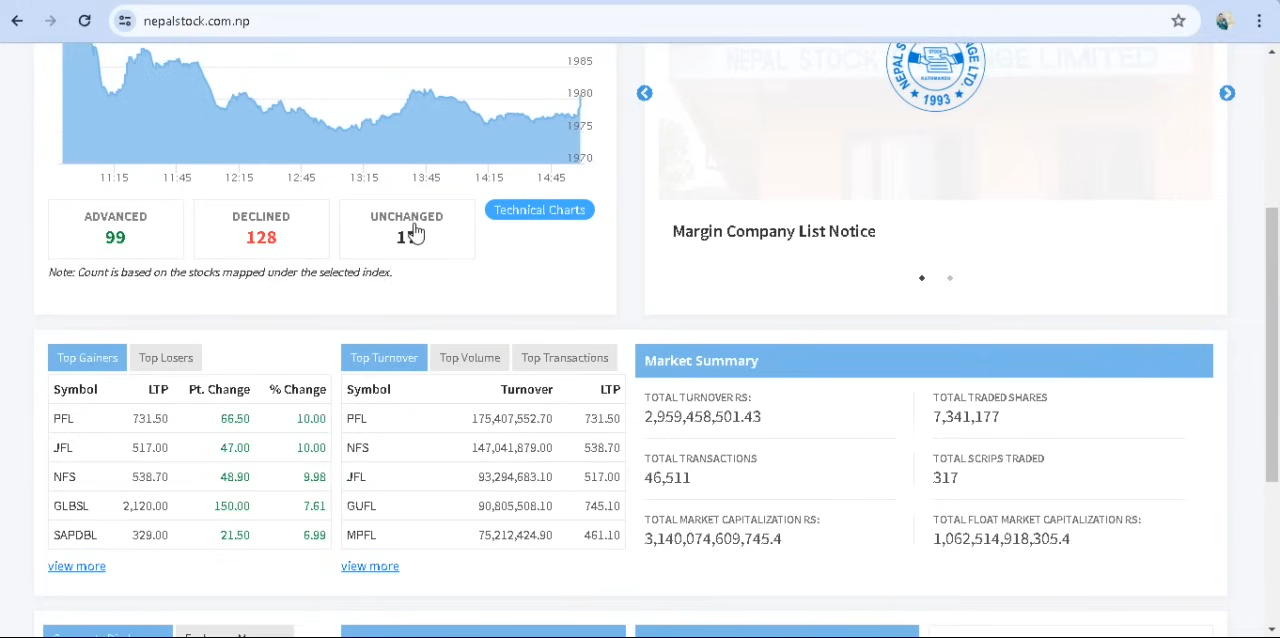 nepalstock.com.np
1985
1980
1975
1970
11:15 11:45 12:15 12:45 13:15 13:45 14:15 14:45
ADVANCED
99
DECLINED
128
UNCHANGED
Technical Charts
Note: Count is based on the stocks mapped under the selected index.
NEPAL STOCK EXCHANGE LIMITED
STOCK
KATHMANDU
1993
Margin Company List Notice
Top Gainers Top Losers
Symbol LTP Pt. Change % Change
PFL 731.50 66.50 10.00
JFL 517.00 47.00 10.00
NFS 538.70 48.90 9.98
GLBSL 2,120.00 150.00 7.61
SAPDBL 329.00 21.50 6.99
view more
Top Turnover Top Volume Top Transactions
Symbol Turnover LTP
PFL 175,407,552.70 731.50
NFS 147,041,879.00 538.70
JFL 93,294,683.10 517.00
GUFL 90,805,508.10 745.10
MPFL 75,212,424.90 461.10
view more
Market Summary
TOTAL TURNOVER RS:
2,959,458,501.43
TOTAL TRADED SHARES
7,341,177
TOTAL TRANSACTIONS
46,511
TOTAL SCRIPS TRADED
317
TOTAL MARKET CAPITALIZATION RS:
3,140,074,609,745.4
TOTAL FLOAT MARKET CAPITALIZATION RS:
1,062,514,918,305.4